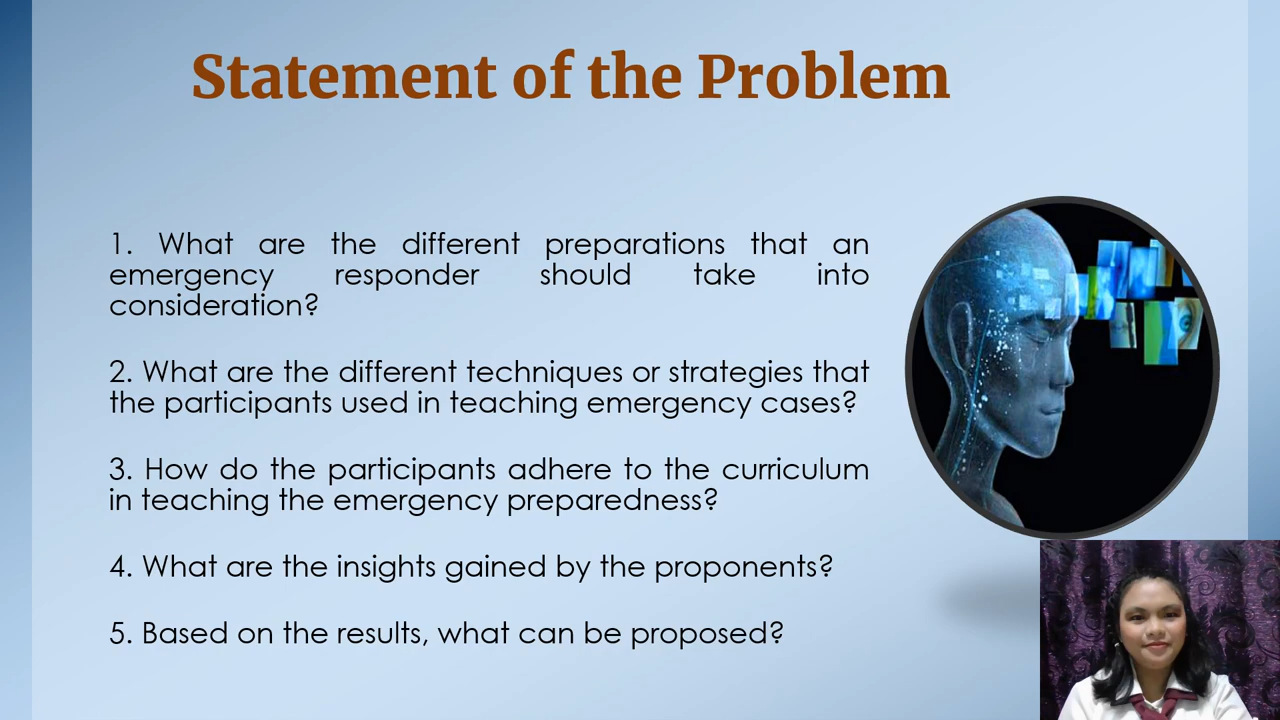 Statement of the Problem
1. What are the different preparations that an
emergency responder should take into
consideration?
2. What are the different techniques or strategies that
the participants used in teaching emergency cases?
3. How do the participants adhere to the curriculum
in teaching the emergency preparedness?
4. What are the insights gained by the proponents?
5. Based on the results, what can be proposed?